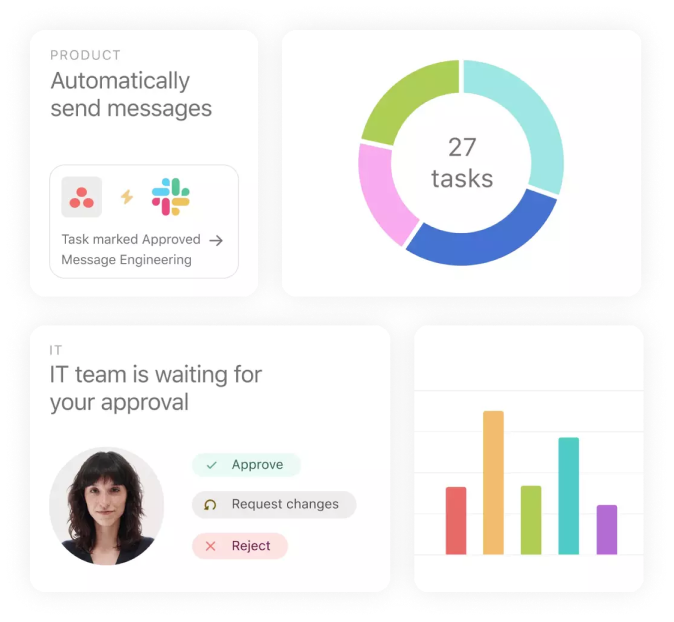 PRODUCT
Automatically
send messages
Task marked Approved
Message Engineering
27
tasks
IT
IT team is waiting for
your approval
Approve
Request changes
Reject